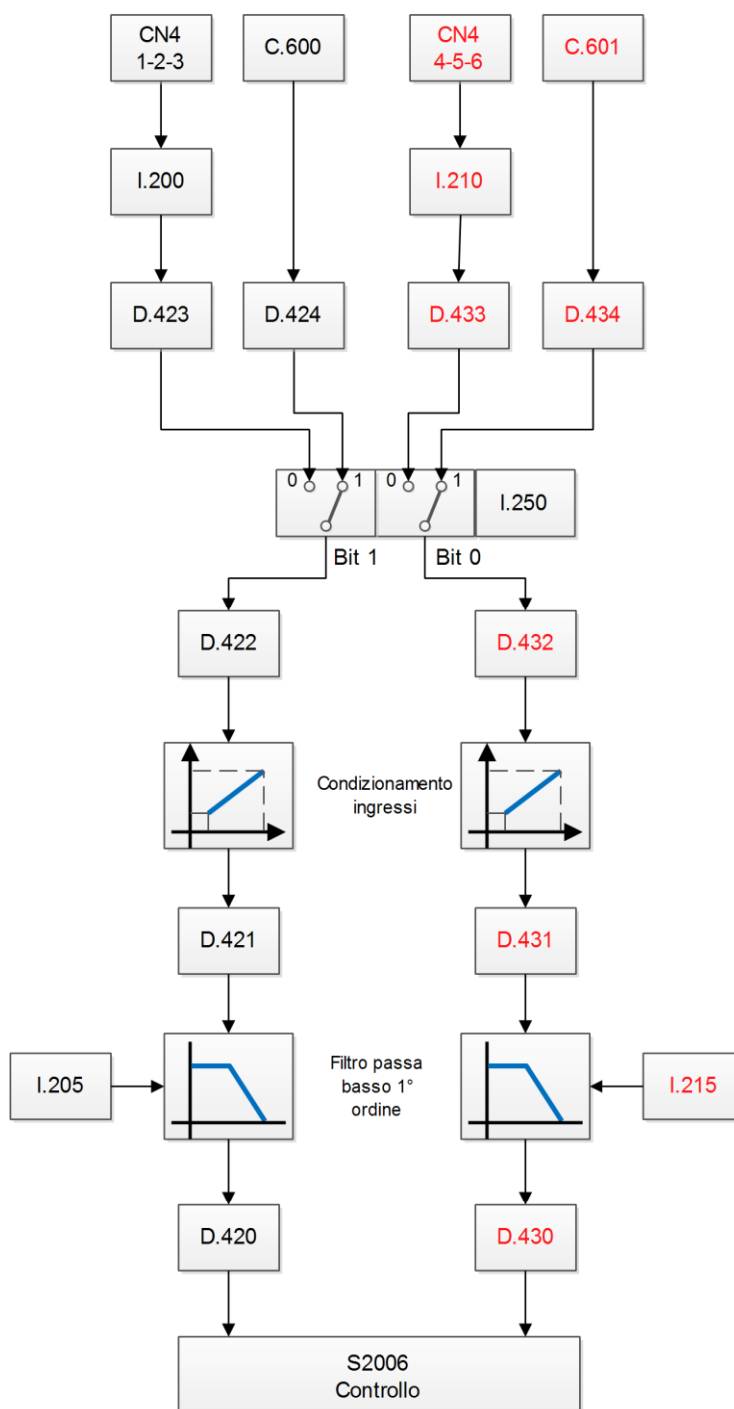 CN4
1-2-3
C.600
CN4
4-5-6
C.601
I.200
I.210
D.423
D.424
D.433
D.434
0
1
0
1
I.250
Bit 1
Bit 0
D.422
D.432
Condizionamento
ingressi
D.421
D.431
I.205
Filtro passa
basso 1°
ordine
I.215
D.420
D.430
S2006
Controllo